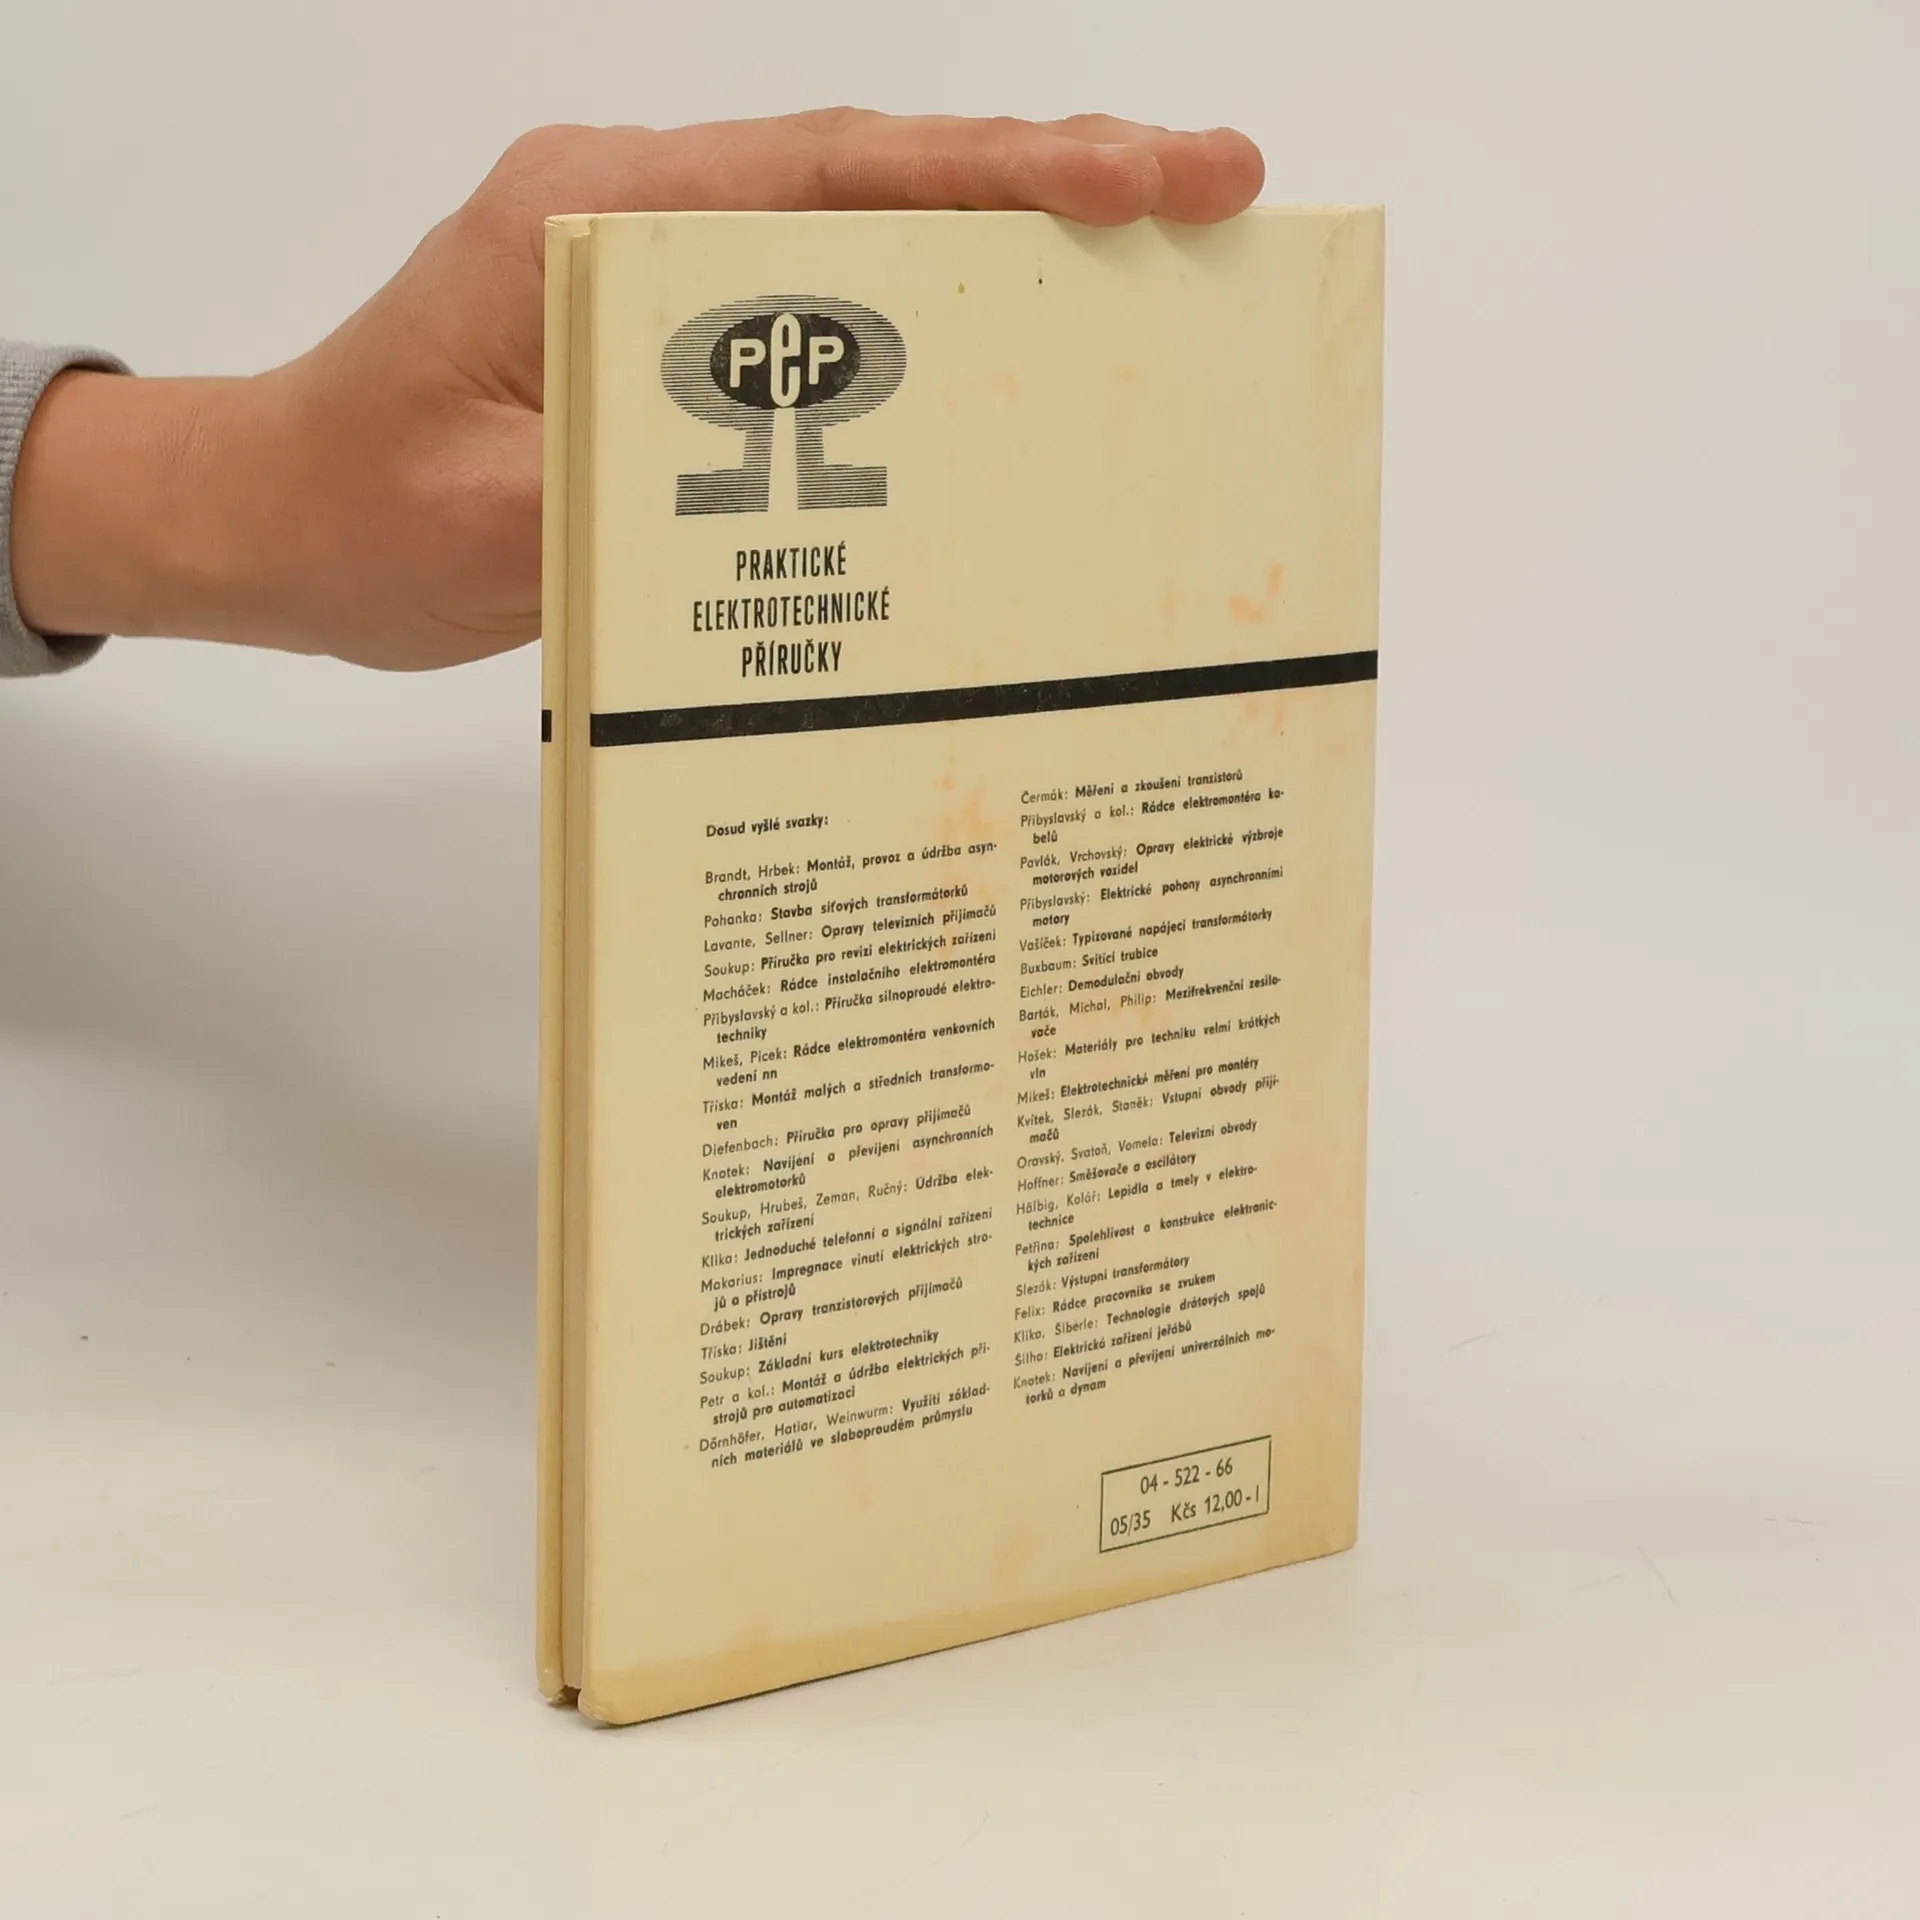 PeP
PRAKTICKÉ
ELEKTROTECHNICKÉ
PŘÍRUČKY
Dosud vyšlé svazky:
Brandt, Hrbek: Montáž, provoz a údržba asyn-
chronních strojů
Pohanka: Stavba síťových transformátorků
Lavante, Sellner: Opravy televizních přijímačů
Soukup: Příručka pro revizi elektrických zařízení
Macháček: Rádce instalačního elektromontéra
Přibyslavský a kol.: Příručka silnoproudé elektro-
techniky
Mikeš, Picek: Rádce elektromontéra venkovních
vedení nn
Tříska: Montáž malých a středních transformo-
ven
Diefenbach: Příručka pro opravy přijímačů
Knotek: Navíjení a převíjení asynchronních
elektromotorků
Soukup, Hrubeš, Zeman, Ručný: Údržba elek-
trických zařízení
Klika: Jednoduché telefonní a signální zařízení
Makarius: Impregnace vinutí elektrických stro-
jů a přístrojů
Drábek: Opravy tranzistorových přijímačů
Tříska: Jištění
Soukup: Základní kurs elektrotechniky
Petr a kol.: Montáž a údržba elektrických pří-
strojů pro automatizaci
Dörnhöfer, Hatlar, Weinwurm: Využití základ-
ních materiálů ve slaboproudém průmyslu
Čermák: Měření a zkoušení tranzistorů
Přibyslavský a kol.: Rádce elektromontéra ka-
belů
Pavlák, Vrchovský: Opravy elektrické výzbroje
motorových vozidel
Přibyslavský: Elektrické pohony asynchronními
motory
Vašíček: Typizované napájecí transformátorky
Buxbaum: Svítící trubice
Eichler: Demodulační obvody
Barták, Michal, Philip: Mezifrekvenční zesilo-
vače
Hošek: Materiály pro techniku velmi krátkých
vln
Mikeš: Elektrotechnické měření pro montéry
Kvítek, Slezák, Staněk: Vstupní obvody přijí-
mačů
Oravský, Svatoň, Vomela: Televizní obvody
Hoffner: Směšovače a oscilátory
Hälbig, Kolář: Lepidla a tmely v elektro-
technice
Petřina: Spolehlivost a konstrukce elektronic-
kých zařízení
Slezák: Výstupní transformátory
Felix: Rádce pracovníka se zvukem
Klika, Šiberle: Technologie drátových spojů
Šilha: Elektrická zařízení jeřábů
Knotek: Navíjení a převíjení univerzálních mo-
torků a dynam
04 - 522 - 66
05/35 Kčs 12,00 - I